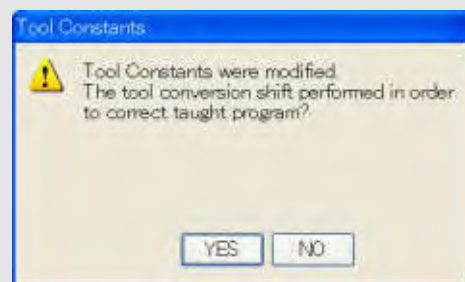 Tool Constants
Tool Constants were modified.
The tool conversion shift performed in order
to correct taught program?
YES
NO